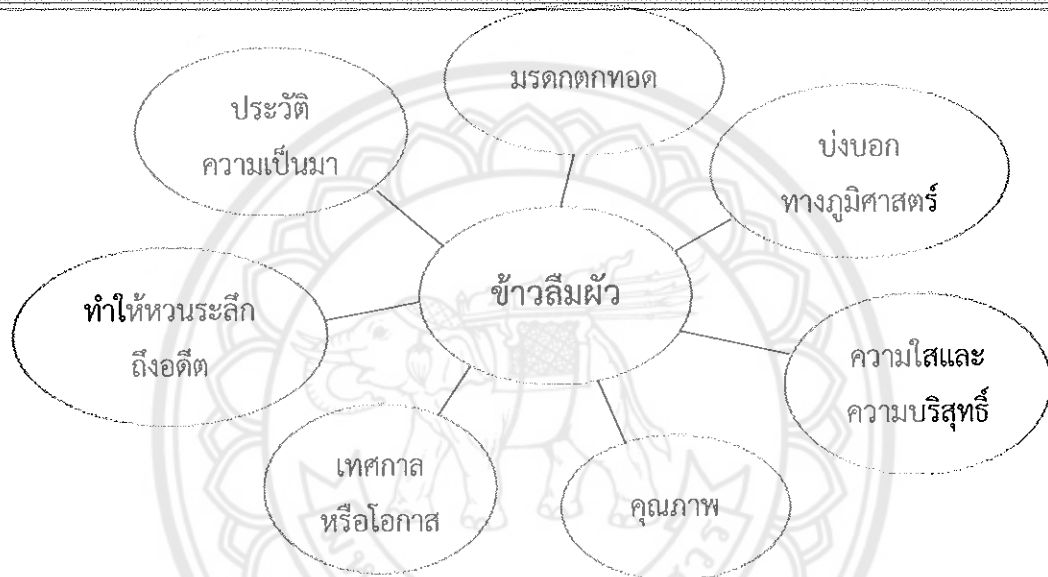 มรดกตกทอด
ประวัติ
ความเป็นมา
บ่งบอก
ทางภูมิศาสตร์
ข้าวลืมผัว
ทำให้หวนระลึก
ถึงอดีต
ความใสและ
ความบริสุทธิ์
เทศกาล
หรือโอกาส
คุณภาพ